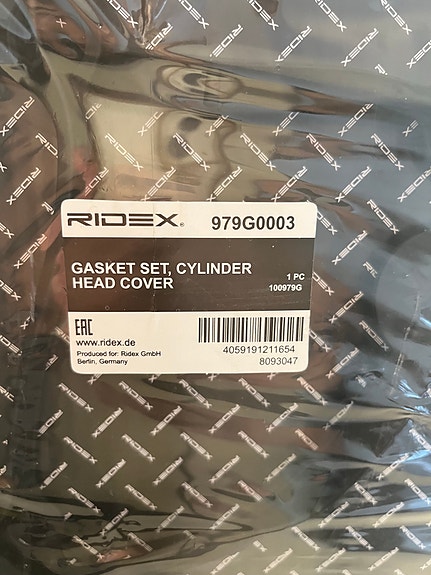 RIDEX® 979G0003
GASKET SET, CYLINDER
HEAD COVER
1 PC
100979G
EAC
www.ridex.de
Produced for: Ridex GmbH
Berlin, Germany
4059191211654
8093047